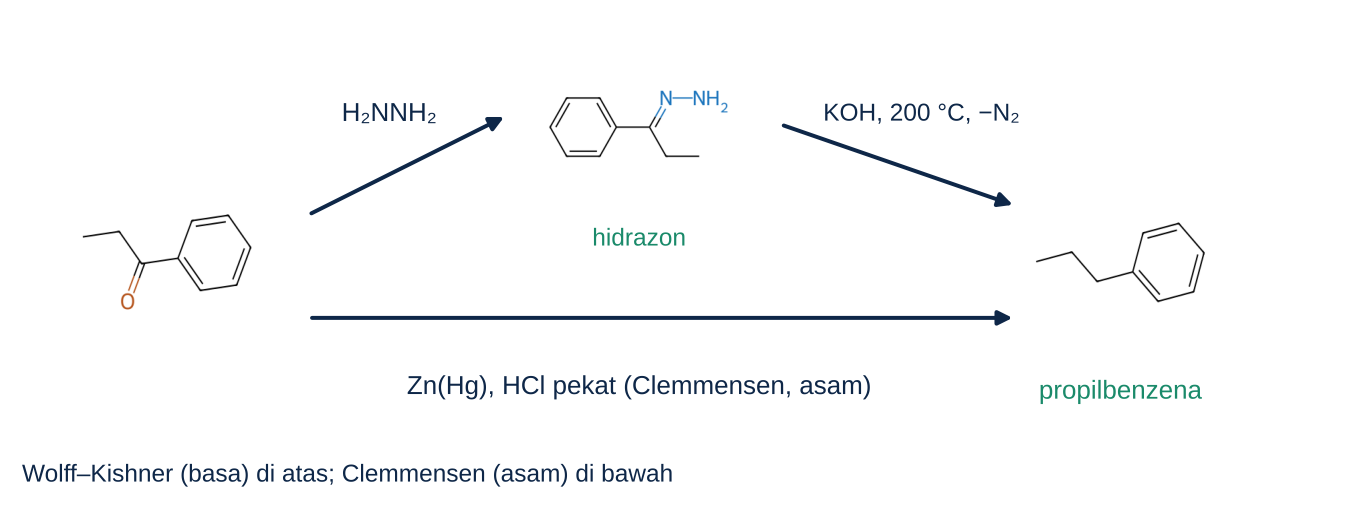 H₂NNH₂
N—NH₂
KOH, 200 °C, −N₂
hidrazon
O
Zn(Hg), HCl pekat (Clemmensen, asam)
propilbenzena
Wolff–Kishner (basa) di atas; Clemmensen (asam) di bawah